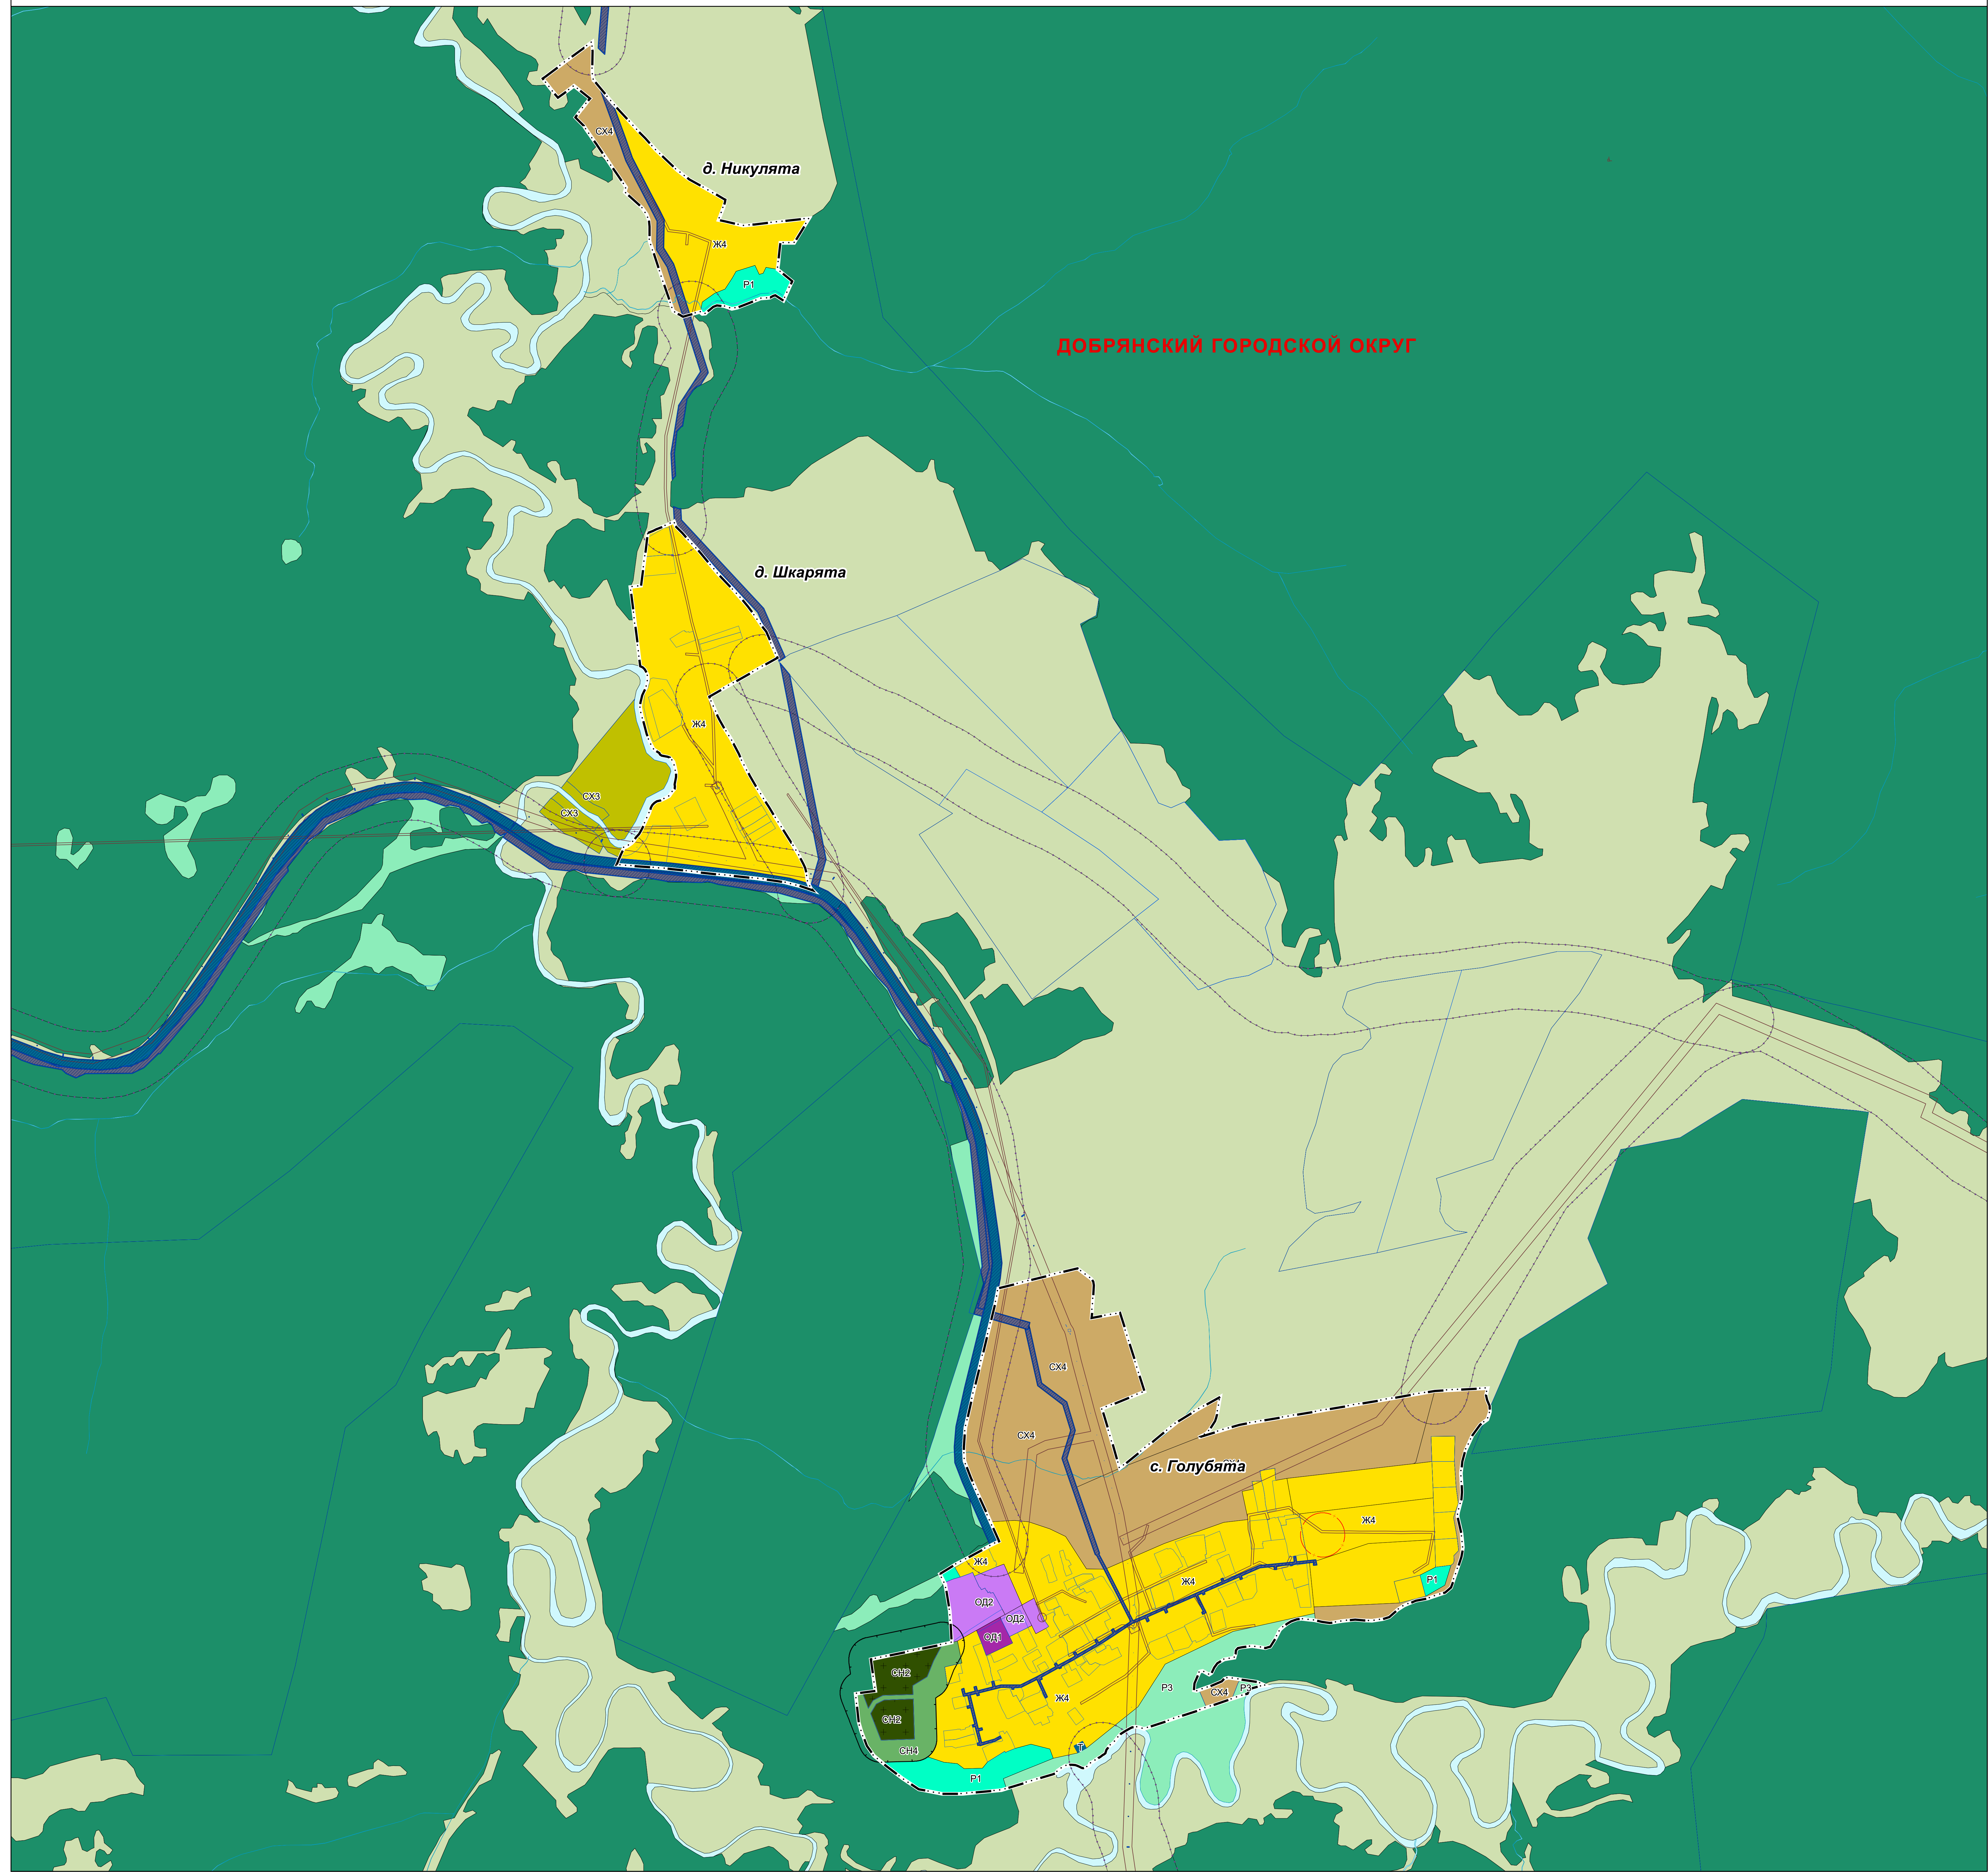 СХ4
д. Никулята
Ж4
Р1
ДОБРЯНСКИЙ ГОРОДСКОЙ ОКРУГ
д. Шкарята
Ж4
СХ3
СХ3
СХ4
СХ4
с. Голубята
Ж4
Ж4
Ж4
Р1
ОД2
ОД2
ОД1
СН2
Р3
Р3
СХ4
Ж4
СН2
Т
СН4
Р1